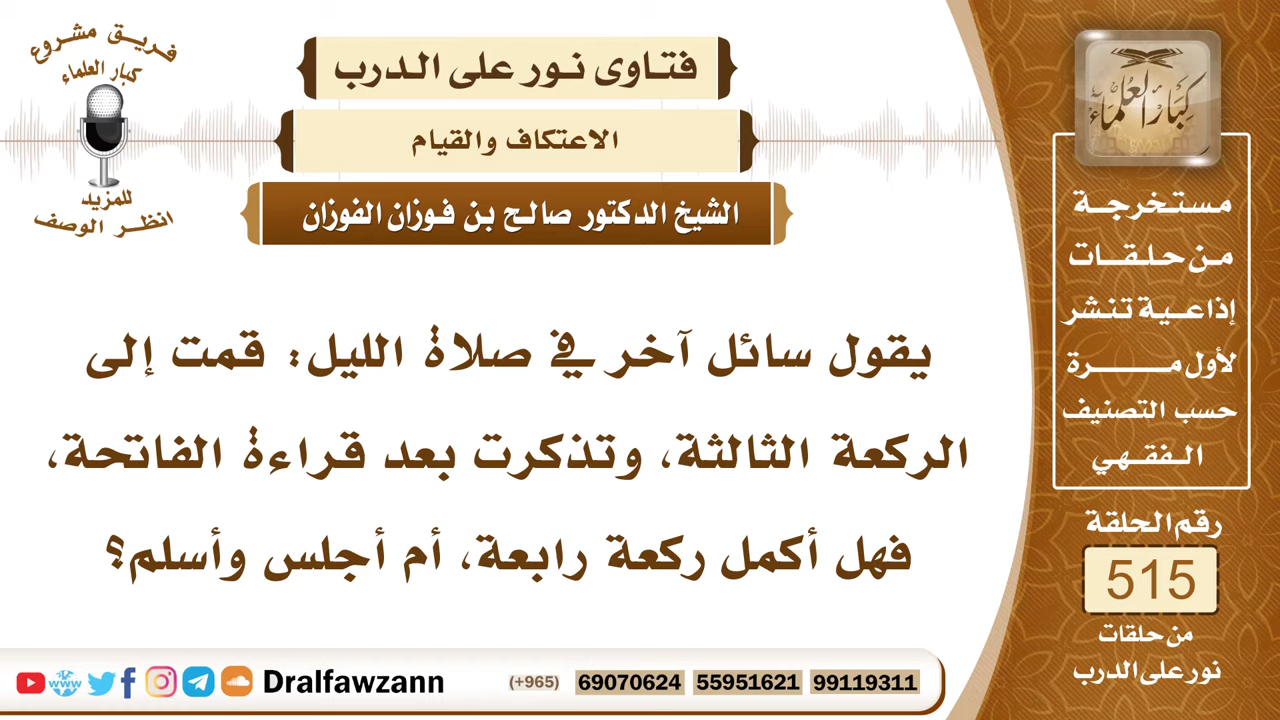 فريق مشروع
كبار العلماء
للمزيد
انظر الوصف
فتاوى نور على الدرب
الاعتكاف والقيام
الشيخ الدكتور صالح بن فوزان الفوزان
يقول سائل آخر في صلاة الليل: قمت إلى
الركعة الثالثة، وتذكرت بعد قراءة الفاتحة،
فهل أكمل ركعة رابعة، أم أجلس وأسلم؟
كبار العلماء
مستخرجة
من حلقات
إذاعية تنشر
لأول مرة
حسب التصنيف
الفقهي
رقم الحلقة
515
من حلقات
نور على الدرب
www Dralfawzann (+965) 69070624 55951621 99119311